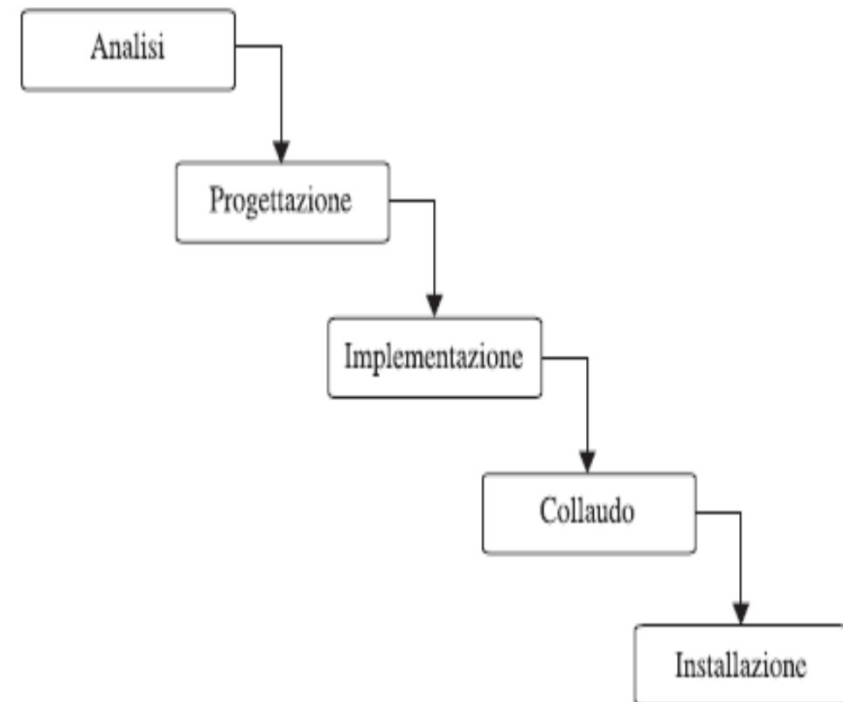 Analisi
Progettazione
Implementazione
Collaudo
Installazione